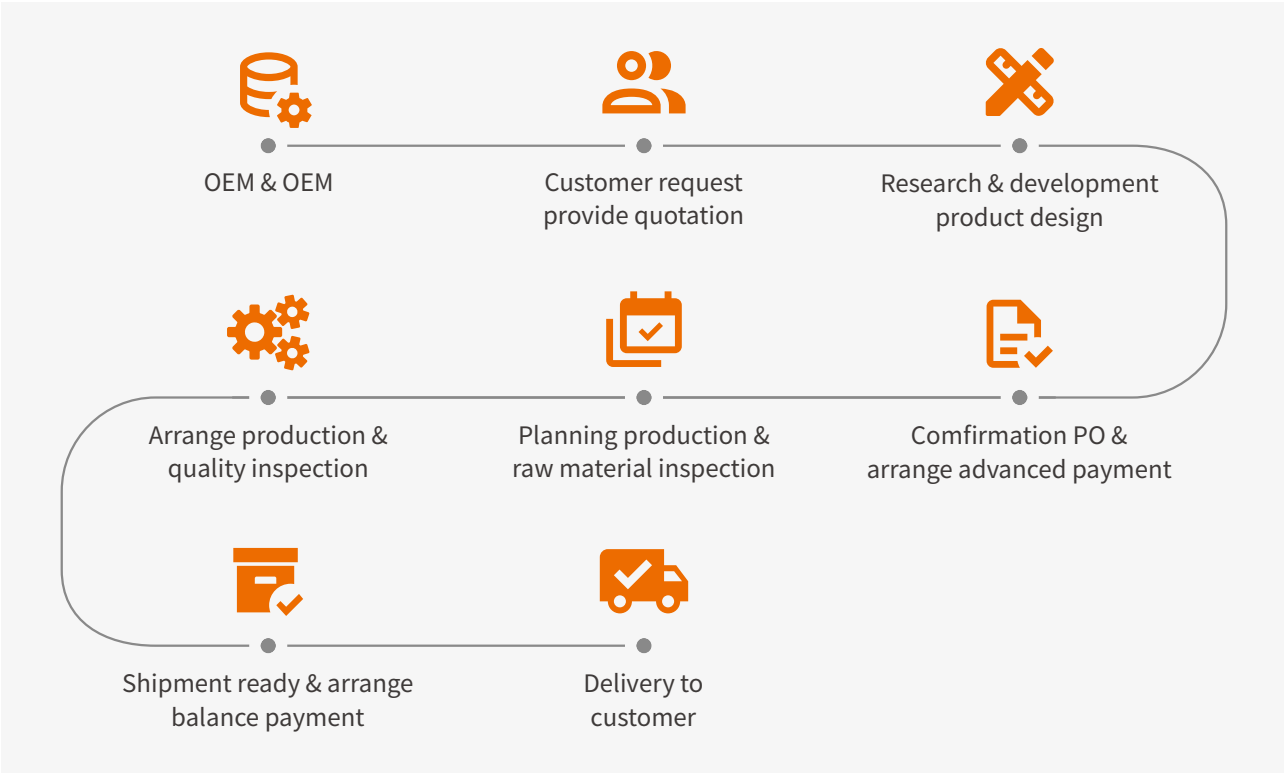 OEM & OEM
Customer request
provide quotation
Research & development
product design
Arrange production &
quality inspection
Planning production &
raw material inspection
Comfirmation PO &
arrange advanced payment
Shipment ready & arrange
balance payment
Delivery to
customer